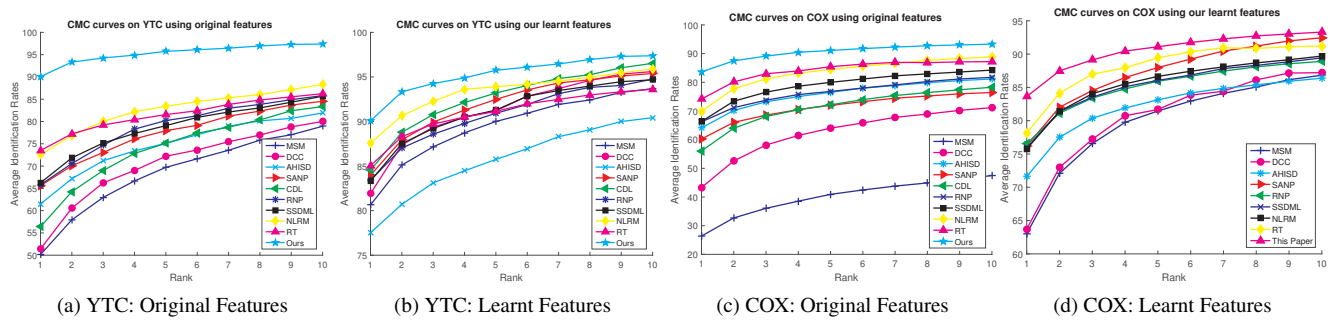 CMC curves on YTC using original features
100
95
90
85
80
75
70
65
60
55
50
Average Identification Rate
1 2 3 4 5 6 7 8 9 10
Rank
MSM
DCC
AHISD
SANP
CDL
RNP
SSDML
NLRM
RT
Ours
(a) YTC: Original Features
CMC curves on YTC using our learnt features
100
95
90
85
80
75
Average Identification Rate
1 2 3 4 5 6 7 8 9 10
Rank
MSM
DCC
AHISD
SANP
CDL
RNP
SSDML
NLRM
RT
Ours
(b) YTC: Learnt Features
CMC curves on COX using original features
100
90
80
70
60
50
40
30
20
Average Identification Rates
1 2 3 4 5 6 7 8 9 10
Rank
MSM
DCC
AHISD
SANP
CDL
RNP
SSDML
NLRM
RT
Ours
(c) COX: Original Features
CMC curves on COX using our learnt features
95
90
85
80
75
70
65
60
Average Identification Rates
1 2 3 4 5 6 7 8 9 10
Rank
MSM
DCC
AHISD
SANP
RNP
SSDML
NLRM
RT
This Paper
(d) COX: Learnt Features